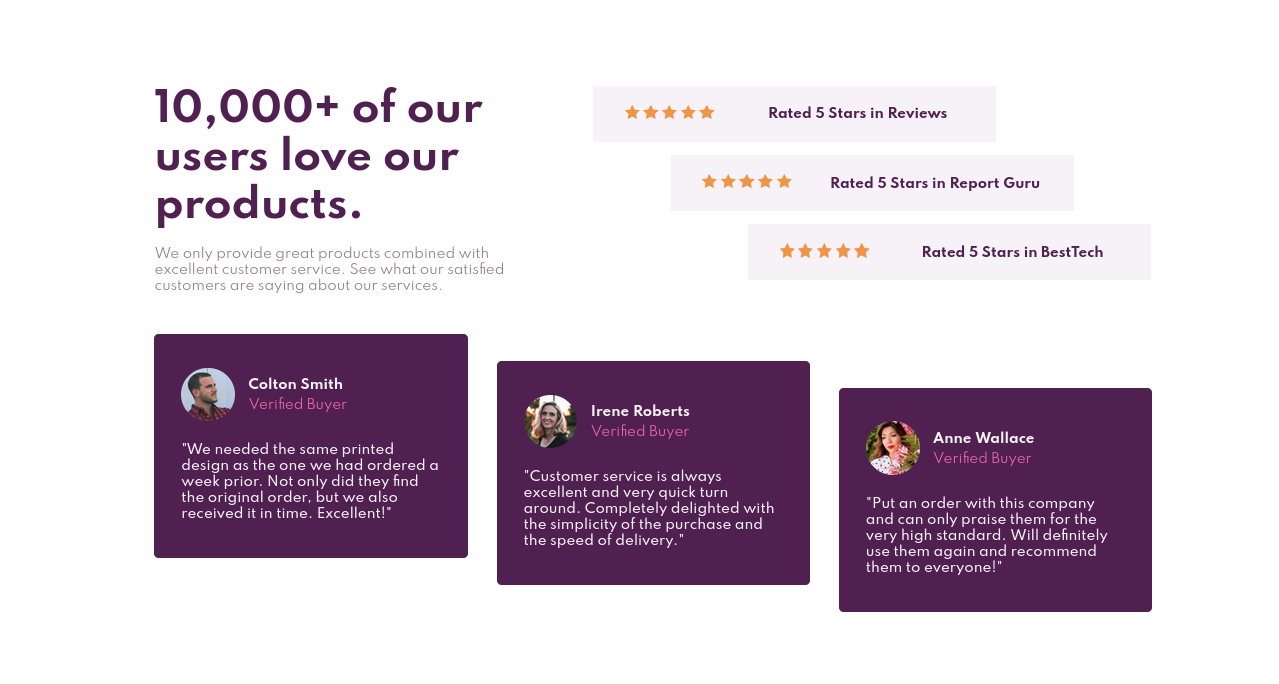 10,000+ of our
users love our
products.
We only provide great products combined with
excellent customer service. See what our satisfied
customers are saying about our services.
Rated 5 Stars in Reviews
Rated 5 Stars in Report Guru
Rated 5 Stars in BestTech
Colton Smith
Verified Buyer
"We needed the same printed
design as the one we had ordered a
week prior. Not only did they find
the original order, but we also
received it in time. Excellent!"
Irene Roberts
Verified Buyer
"Customer service is always
excellent and very quick turn
around. Completely delighted with
the simplicity of the purchase and
the speed of delivery."
Anne Wallace
Verified Buyer
"Put an order with this company
and can only praise them for the
very high standard. Will definitely
use them again and recommend
them to everyone!"